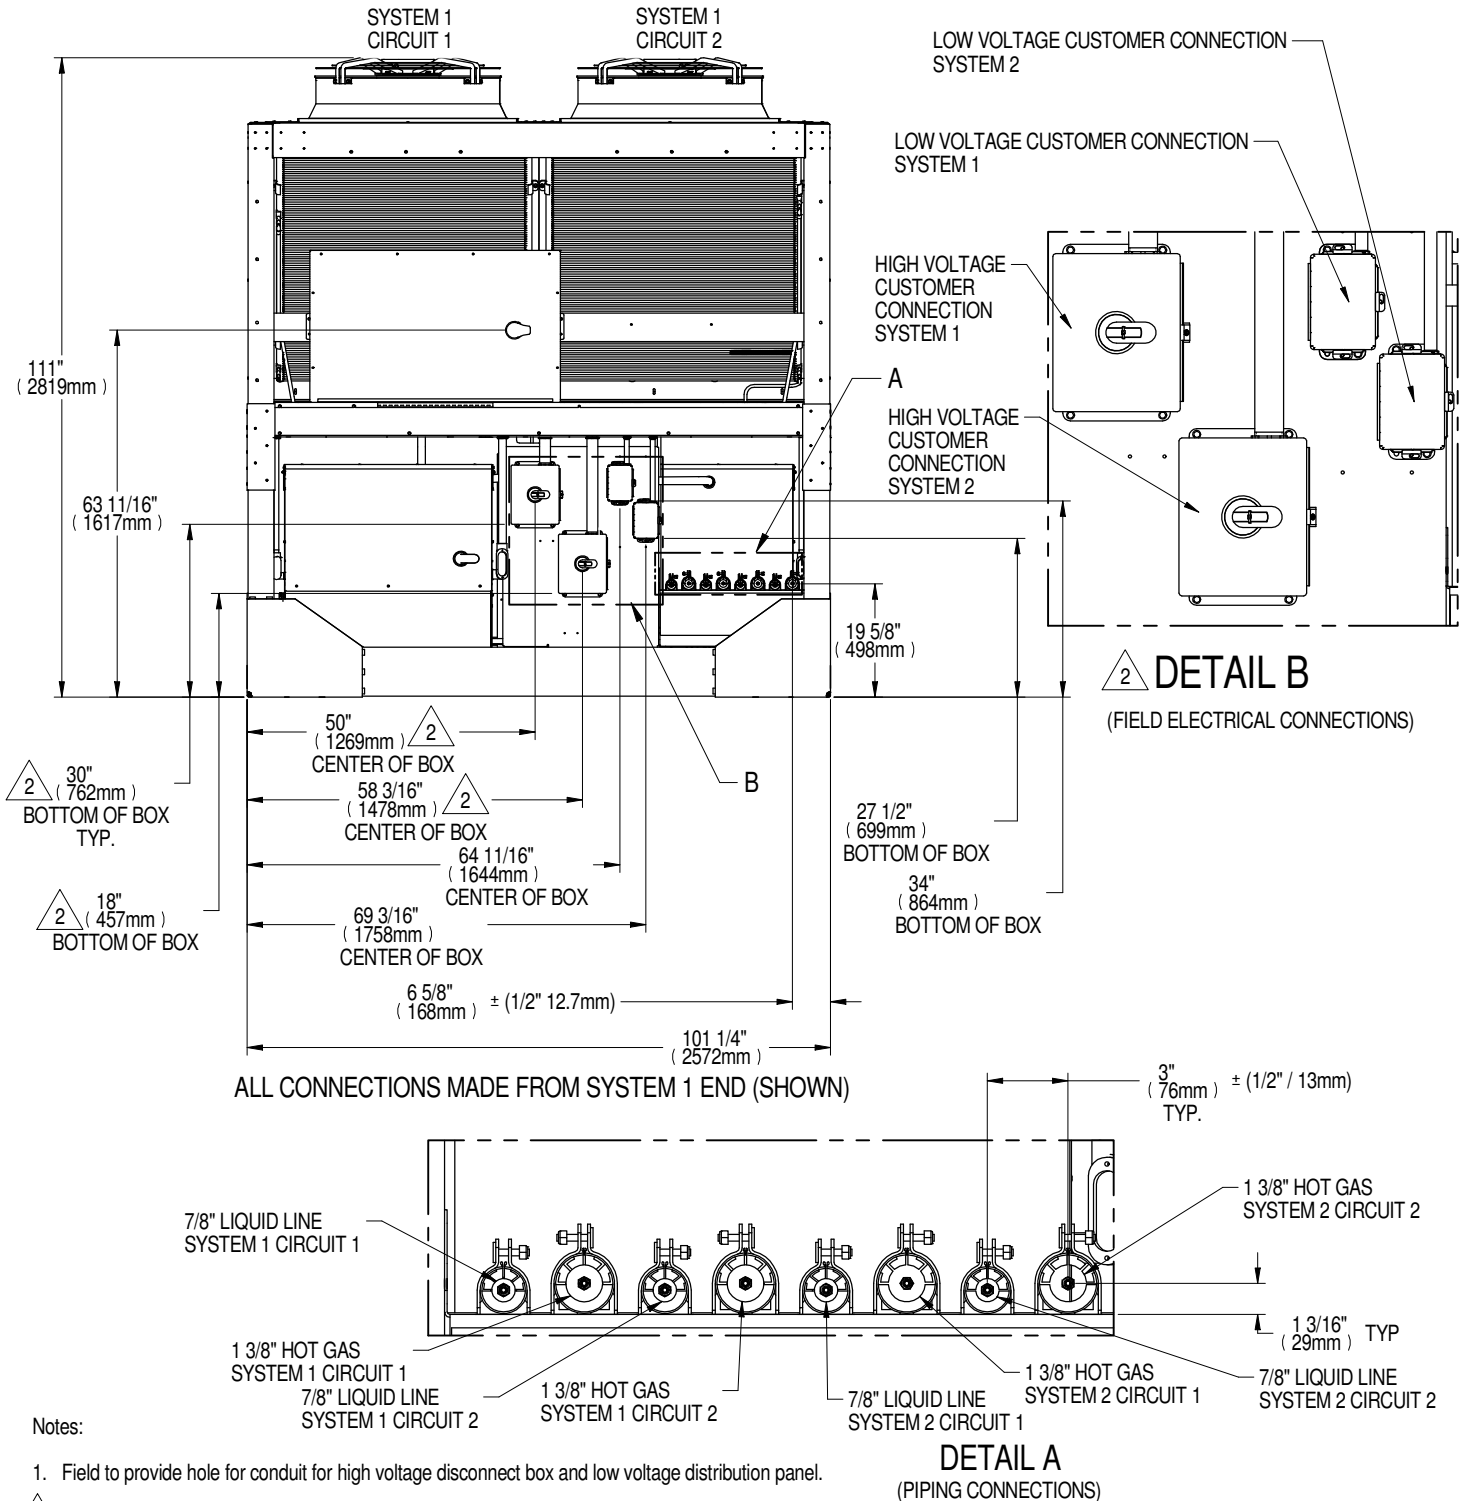 SYSTEM 1
CIRCUIT 1
SYSTEM 1
CIRCUIT 2
LOW VOLTAGE CUSTOMER CONNECTION
SYSTEM 2
LOW VOLTAGE CUSTOMER CONNECTION
SYSTEM 1
HIGH VOLTAGE
CUSTOMER
CONNECTION
SYSTEM 1
A
HIGH VOLTAGE
CUSTOMER
CONNECTION
SYSTEM 2
111"
(2819mm)
63 11/16"
(1617mm)
19 5/8"
(498mm)
2 DETAIL B
(FIELD ELECTRICAL CONNECTIONS)
50"
(1269mm) 2
CENTER OF BOX
B
2 30"
(762mm)
BOTTOM OF BOX
TYP.
58 3/16"
(1478mm) 2
CENTER OF BOX
27 1/2"
(699mm)
BOTTOM OF BOX
64 11/16"
(1644mm)
CENTER OF BOX
34"
(864mm)
BOTTOM OF BOX
2 18"
(457mm)
BOTTOM OF BOX
69 3/16"
(1758mm)
CENTER OF BOX
6 5/8"
(168mm) ± (1/2" 12.7mm)
101 1/4"
(2572mm)
ALL CONNECTIONS MADE FROM SYSTEM 1 END (SHOWN)
3"
(76mm) ± (1/2" / 13mm)
TYP.
7/8" LIQUID LINE
SYSTEM 1 CIRCUIT 1
1 3/8" HOT GAS
SYSTEM 2 CIRCUIT 2
1 3/16"
(29mm) TYP
1 3/8" HOT GAS
SYSTEM 1 CIRCUIT 1
7/8" LIQUID LINE
SYSTEM 1 CIRCUIT 2
1 3/8" HOT GAS
SYSTEM 1 CIRCUIT 2
7/8" LIQUID LINE
SYSTEM 2 CIRCUIT 1
1 3/8" HOT GAS
SYSTEM 2 CIRCUIT 1
7/8" LIQUID LINE
SYSTEM 2 CIRCUIT 2
DETAIL A
(PIPING CONNECTIONS)
Notes:
1. Field to provide hole for conduit for high voltage disconnect box and low voltage distribution panel.